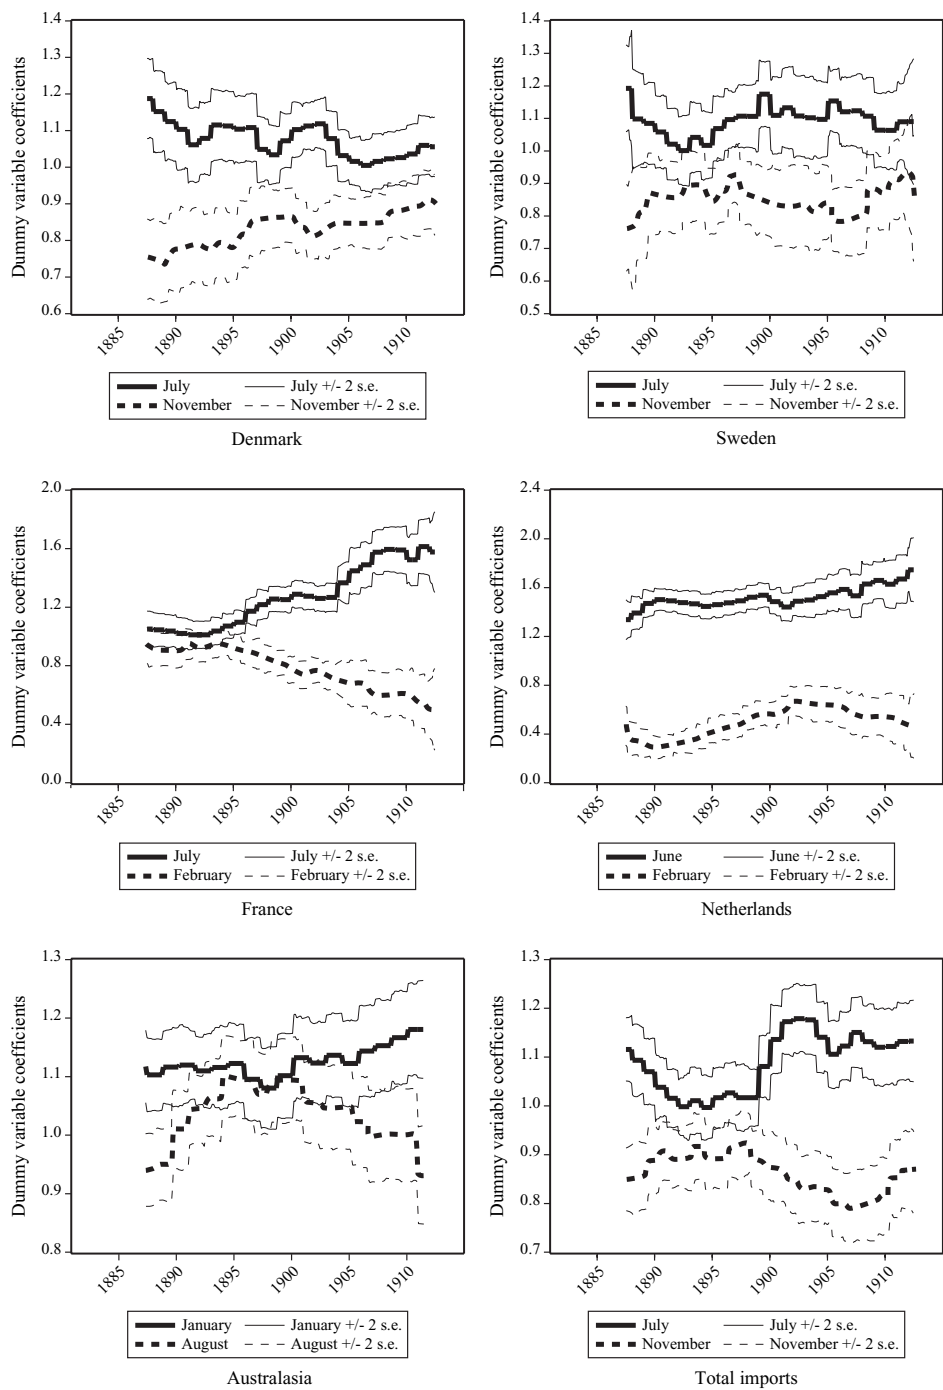 Dummy variable coefficients
1.4
1.3
1.2
1.1
1.0
0.9
0.8
0.7
0.6
1885 1890 1895 1900 1905 1910
July July +/- 2 s.e.
November November +/- 2 s.e.
Denmark
Dummy variable coefficients
1.4
1.3
1.2
1.1
1.0
0.9
0.8
0.7
0.6
0.5
1885 1890 1895 1900 1905 1910
July July +/- 2 s.e.
November November +/- 2 s.e.
Sweden
Dummy variable coefficients
2.0
1.6
1.2
0.8
0.4
0.0
1885 1890 1895 1900 1905 1910
July July +/- 2 s.e.
February February +/- 2 s.e.
France
Dummy variable coefficients
2.4
2.0
1.6
1.2
0.8
0.4
0.0
1885 1890 1895 1900 1905 1910
June June +/- 2 s.e.
February February +/- 2 s.e.
Netherlands
Dummy variable coefficients
1.3
1.2
1.1
1.0
0.9
0.8
1885 1890 1895 1900 1905 1910
January January +/- 2 s.e.
August August +/- 2 s.e.
Australasia
Dummy variable coefficients
1.3
1.2
1.1
1.0
0.9
0.8
0.7
1885 1890 1895 1900 1905 1910
July July +/- 2 s.e.
November November +/- 2 s.e.
Total imports